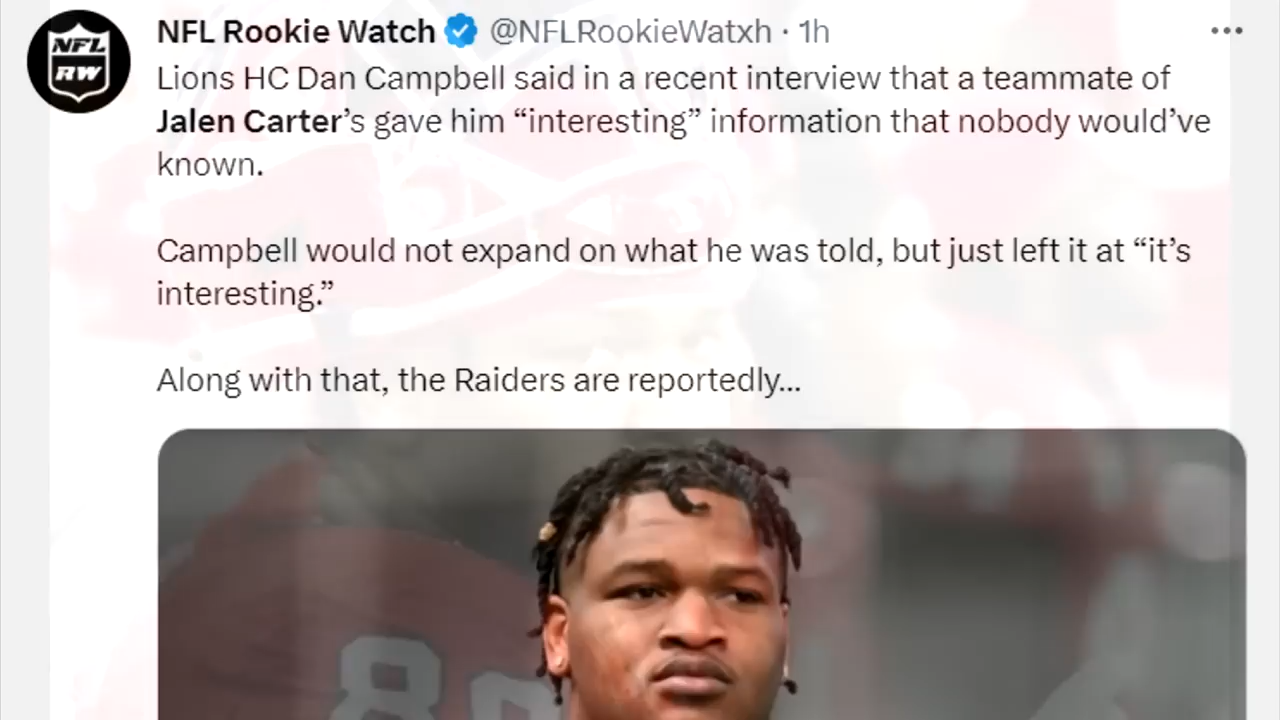 NFL
RW
NFL Rookie Watch @NFLRookieWatxh · 1h
Lions HC Dan Campbell said in a recent interview that a teammate of
Jalen Carter’s gave him “interesting” information that nobody would’ve
known.
Campbell would not expand on what he was told, but just left it at “it’s
interesting.”
Along with that, the Raiders are reportedly...